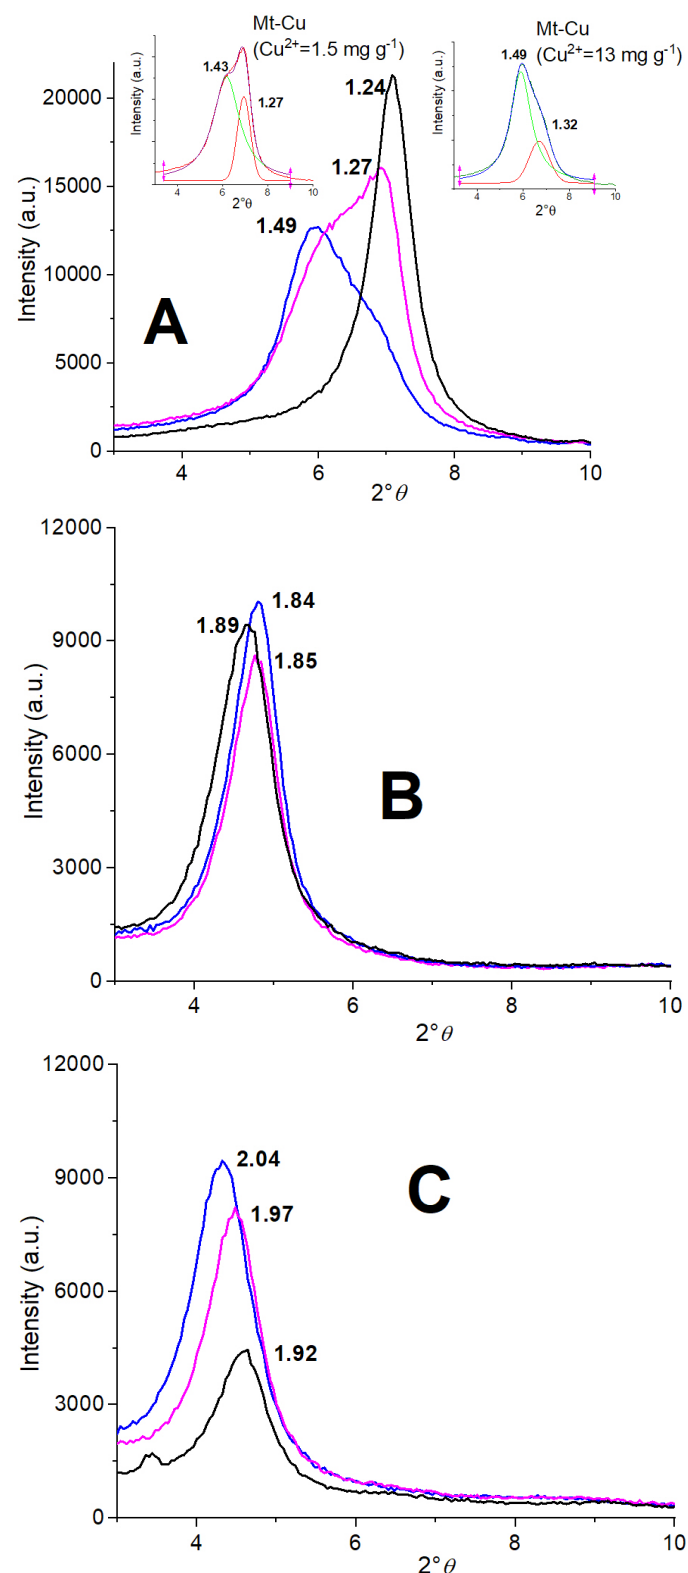 Mt-Cu
(Cu2+=1.5 mg g-1)
Intensity (a.u.)
1.43
1.27
4 6 8 10
2°θ
Mt-Cu
(Cu2+=13 mg g-1)
Intensity (a.u.)
1.49
1.32
4 6 8 10
2°θ
Intensity (a.u.)
20000
15000
10000
5000
0
1.24
1.27
1.49
A
4 6 8 10
2°θ
Intensity (a.u.)
12000
9000
6000
3000
0
1.84
1.89
1.85
B
4 6 8 10
2°θ
Intensity (a.u.)
12000
9000
6000
3000
0
2.04
1.97
1.92
C
4 6 8 10
2°θ